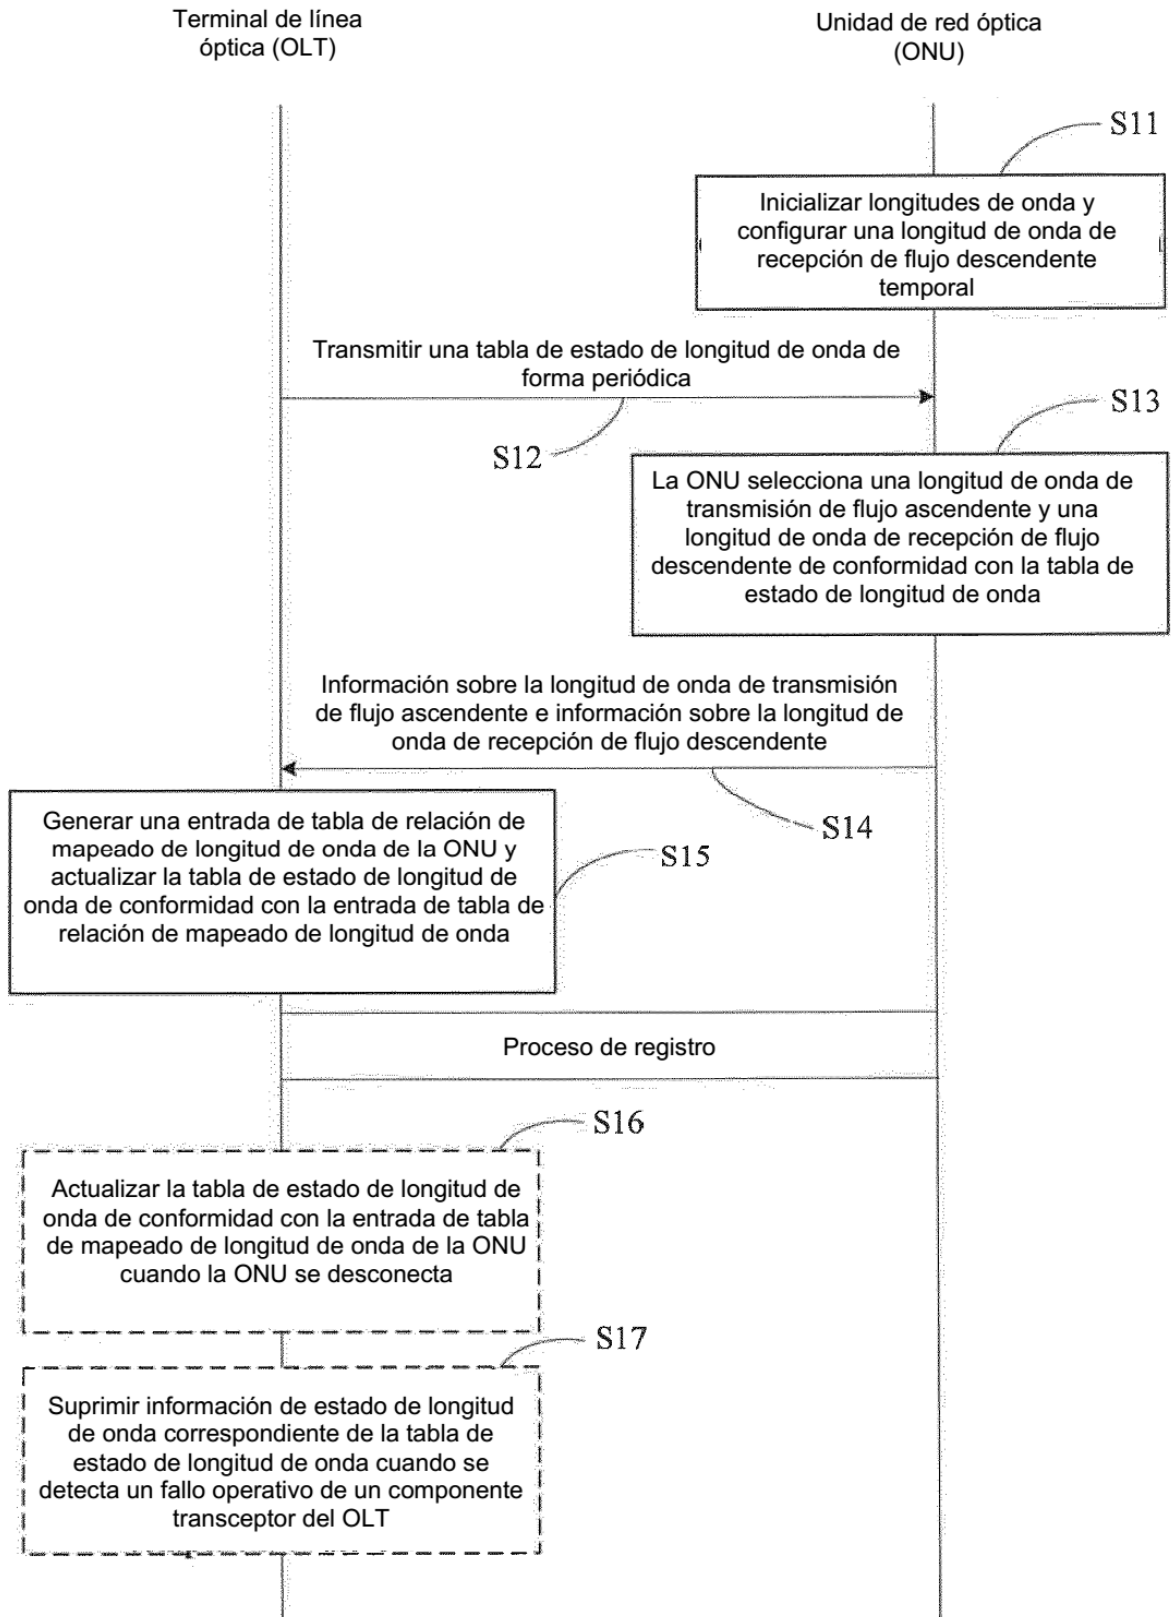 Terminal de línea
óptica (OLT)
Unidad de red óptica
(ONU)
S11
Inicializar longitudes de onda y
configurar una longitud de onda de
recepción de flujo descendente
temporal
Transmitir una tabla de estado de longitud de onda de
forma periódica
S12
S13
La ONU selecciona una longitud de onda de
transmisión de flujo ascendente y una
longitud de onda de recepción de flujo
descendente de conformidad con la tabla de
estado de longitud de onda
Información sobre la longitud de onda de transmisión
de flujo ascendente e información sobre la longitud de
onda de recepción de flujo descendente
S14
Generar una entrada de tabla de relación de
mapeado de longitud de onda de la ONU y
actualizar la tabla de estado de longitud de
onda de conformidad con la entrada de tabla de
relación de mapeado de longitud de onda
S15
Proceso de registro
S16
Actualizar la tabla de estado de longitud de
onda de conformidad con la entrada de tabla
de mapeado de longitud de onda de la ONU
cuando la ONU se desconecta
S17
Suprimir información de estado de longitud
de onda correspondiente de la tabla de
estado de longitud de onda cuando se
detecta un fallo operativo de un componente
transceptor del OLT